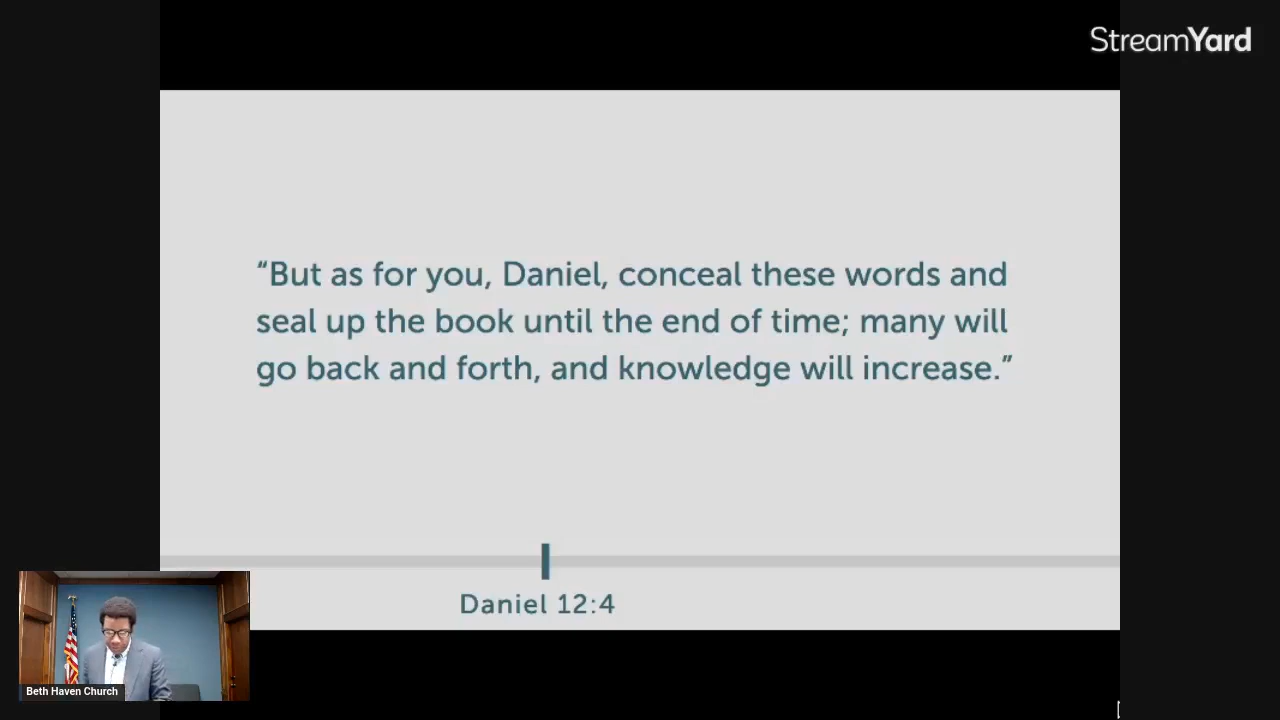 StreamYard
“But as for you, Daniel, conceal these words and
seal up the book until the end of time; many will
go back and forth, and knowledge will increase.”
Daniel 12:4
Beth Haven Church